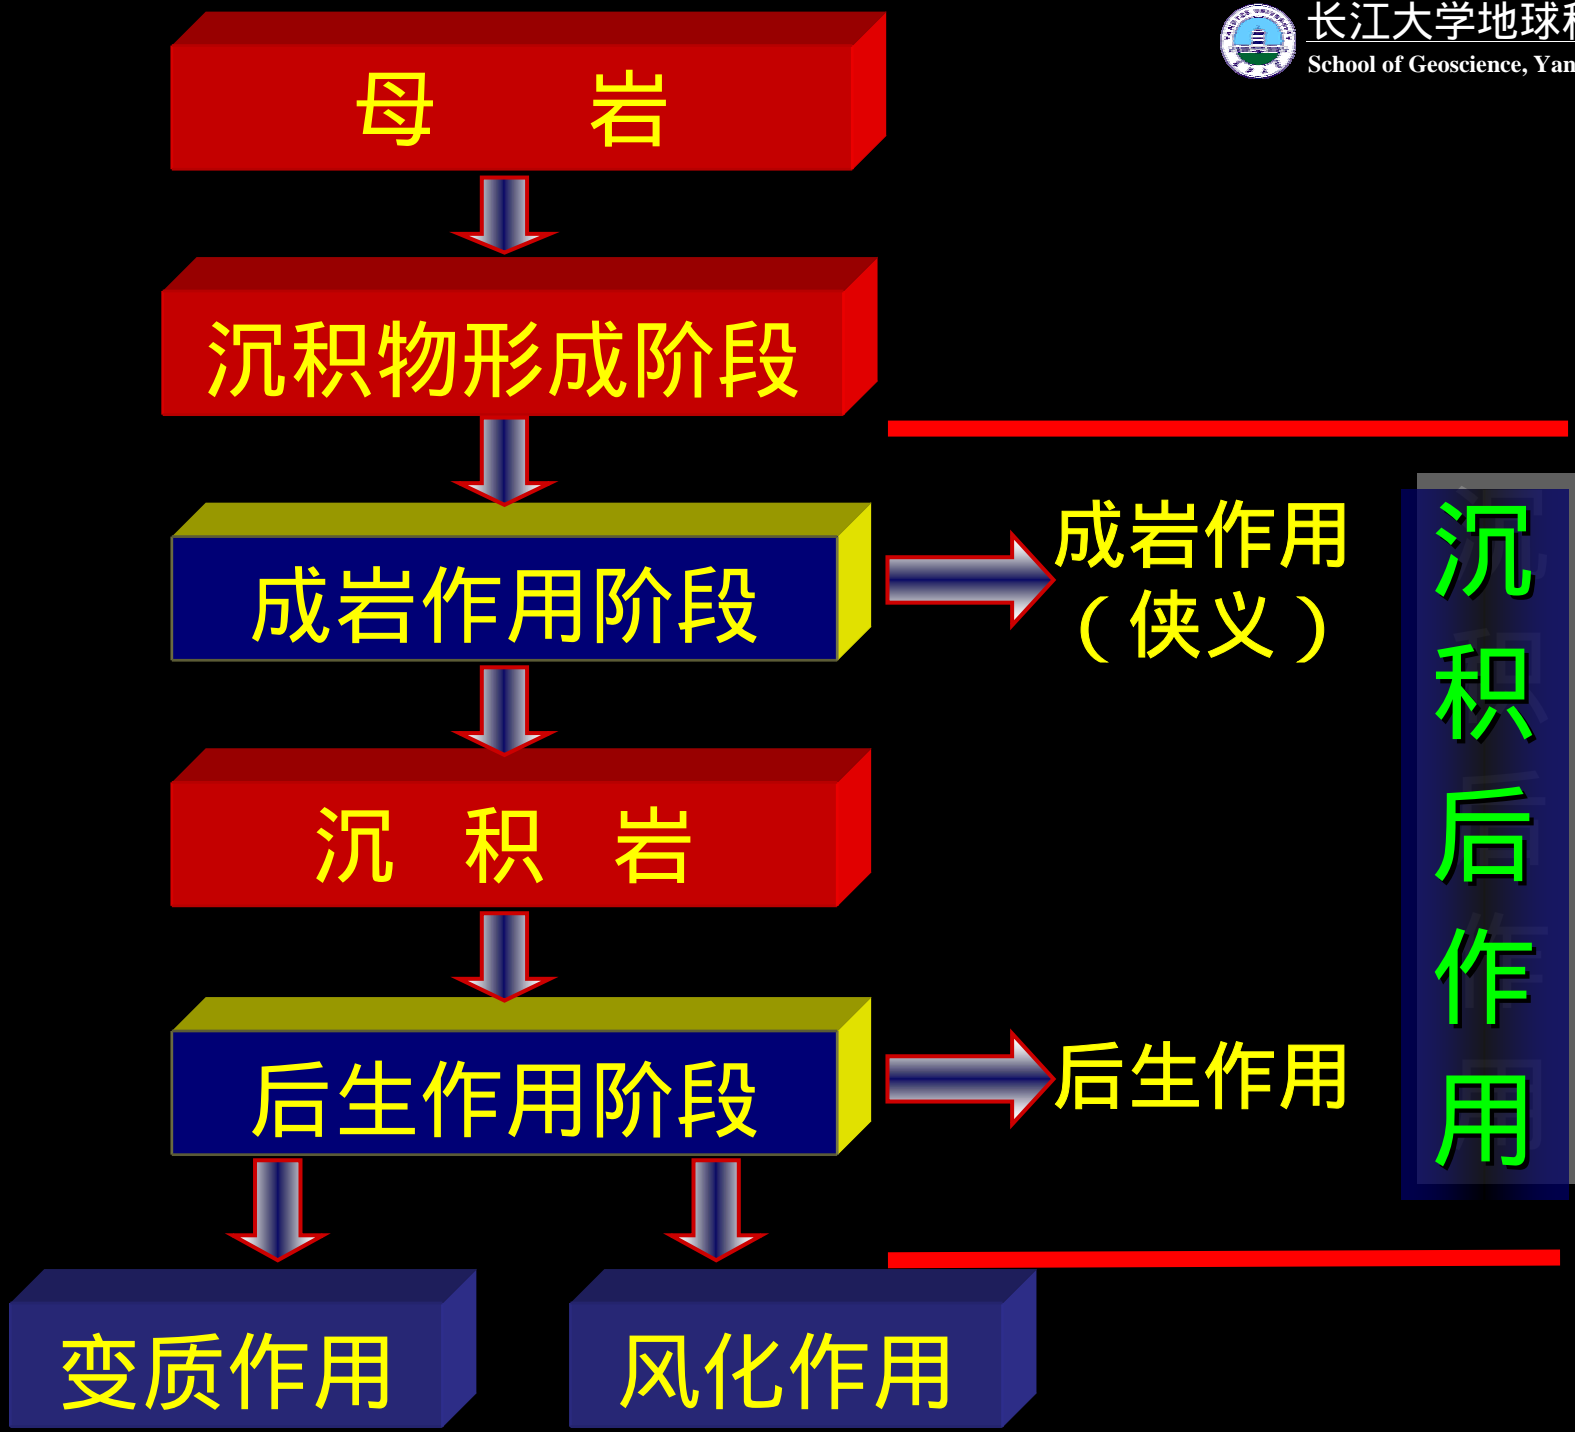 长江大学地球科
School of Geoscience, Yan
母 岩
沉积物形成阶段
成岩作用阶段
成岩作用
（侠义）
沉 积 岩
后生作用阶段
后生作用
变质作用
风化作用
沉
积
后
作
用